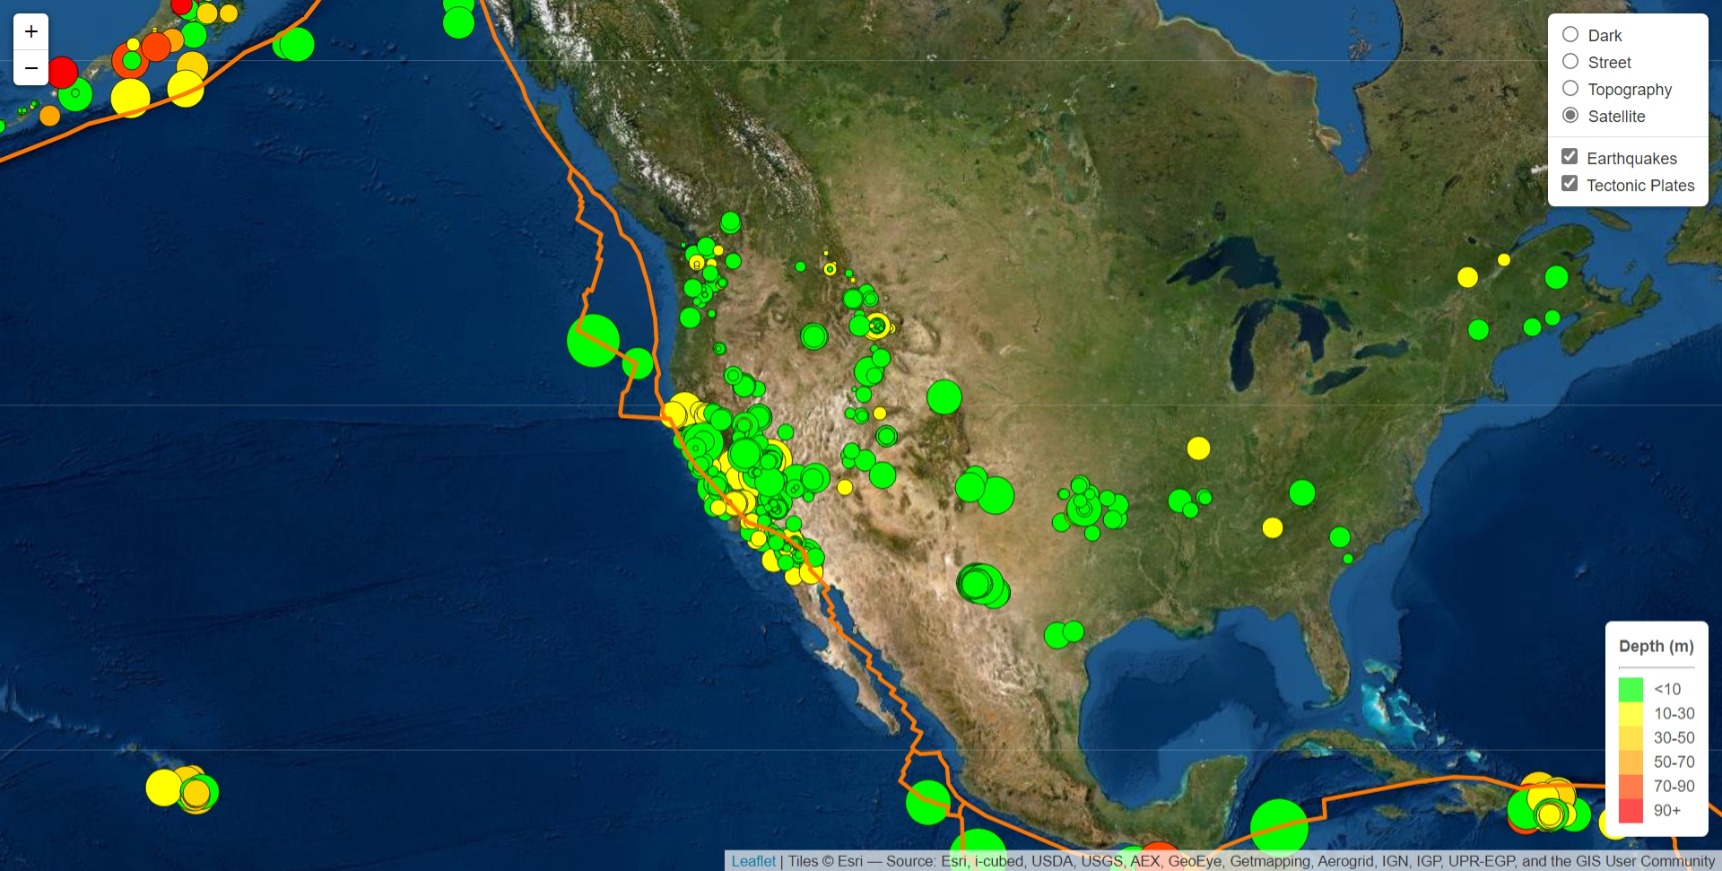 +
−
Dark
Street
Topography
Satellite
Earthquakes
Tectonic Plates
Depth (m)
<10
10-30
30-50
50-70
70-90
90+
Leaflet | Tiles © Esri — Source: Esri, i-cubed, USDA, USGS, AEX, GeoEye, Getmapping, Aerogrid, IGN, IGP, UPR-EGP, and the GIS User Community